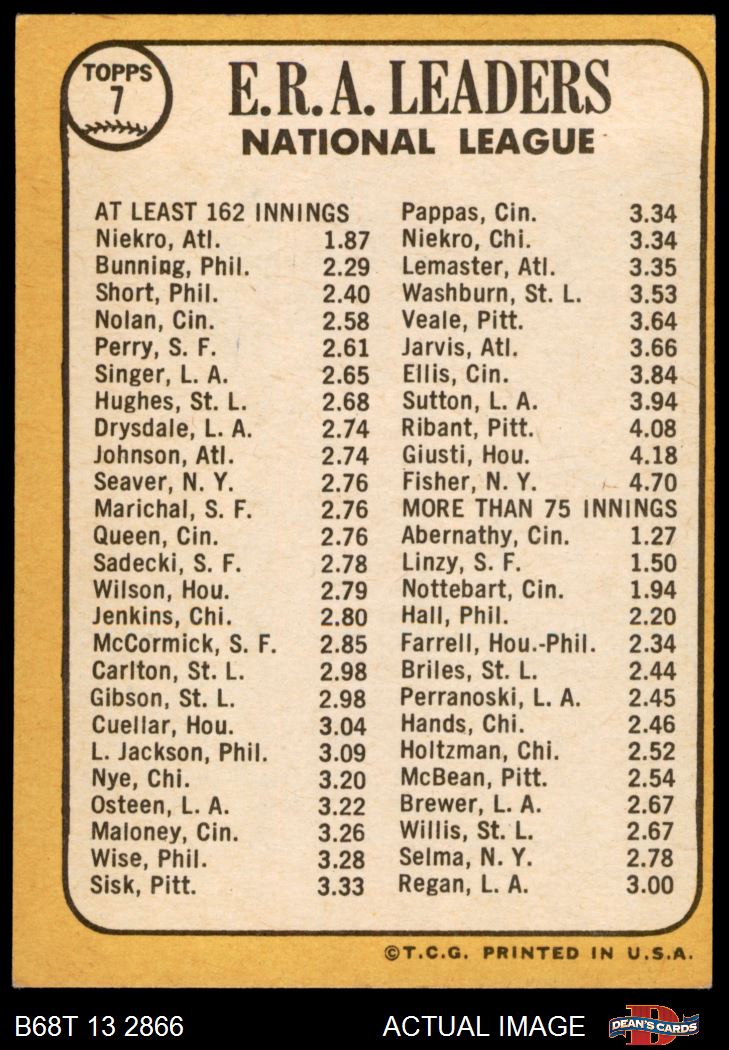 TOPPS
7
E.R.A. LEADERS
NATIONAL LEAGUE
AT LEAST 162 INNINGS
Niekro, Atl. 1.87
Bunning, Phil. 2.29
Short, Phil. 2.40
Nolan, Cin. 2.58
Perry, S. F. 2.61
Singer, L. A. 2.65
Hughes, St. L. 2.68
Drysdale, L. A. 2.74
Johnson, Atl. 2.74
Seaver, N. Y. 2.76
Marichal, S. F. 2.76
Queen, Cin. 2.76
Sadecki, S. F. 2.78
Wilson, Hou. 2.79
Jenkins, Chi. 2.80
McCormick, S. F. 2.85
Carlton, St. L. 2.98
Gibson, St. L. 2.98
Cuellar, Hou. 3.04
L. Jackson, Phil. 3.09
Nye, Chi. 3.20
Osteen, L. A. 3.22
Maloney, Cin. 3.26
Wise, Phil. 3.28
Sisk, Pitt. 3.33
Pappas, Cin. 3.34
Niekro, Chi. 3.34
Lemaster, Atl. 3.35
Washburn, St. L. 3.53
Veale, Pitt. 3.64
Jarvis, Atl. 3.66
Ellis, Cin. 3.84
Sutton, L. A. 3.94
Ribant, Pitt. 4.08
Giusti, Hou. 4.18
Fisher, N. Y. 4.70
MORE THAN 75 INNINGS
Abernathy, Cin. 1.27
Linzy, S. F. 1.50
Nottebart, Cin. 1.94
Hall, Phil. 2.20
Farrell, Hou.-Phil. 2.34
Briles, St. L. 2.44
Perranoski, L. A. 2.45
Hands, Chi. 2.46
Holtzman, Chi. 2.52
McBean, Pitt. 2.54
Brewer, L. A. 2.67
Willis, St. L. 2.67
Selma, N. Y. 2.78
Regan, L. A. 3.00
©T.C.G. PRINTED IN U.S.A.
B68T 13 2866
ACTUAL IMAGE
D
DEAN'S CARDS